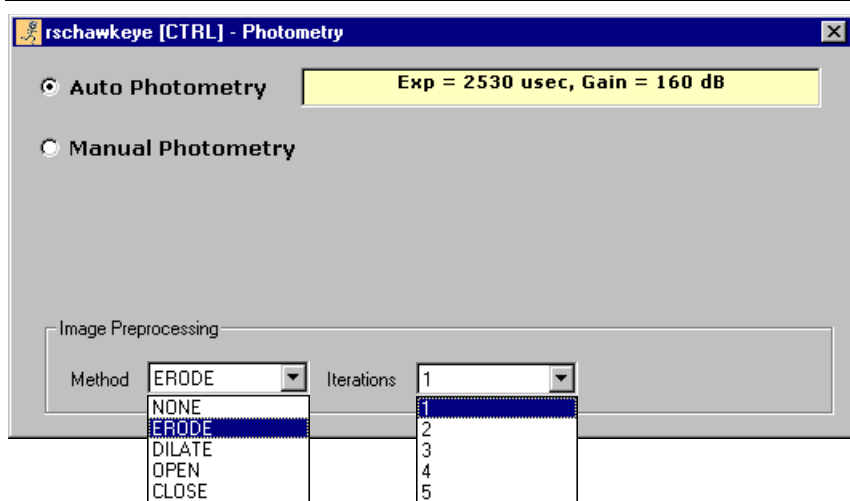 rschawkeye [CTRL] - Photometry
Auto Photometry
Exp = 2530 usec, Gain = 160 dB
Manual Photometry
Image Preprocessing
Method ERODE Iterations 1
NONE 1
ERODE 2
DILATE 3
OPEN 4
CLOSE 5